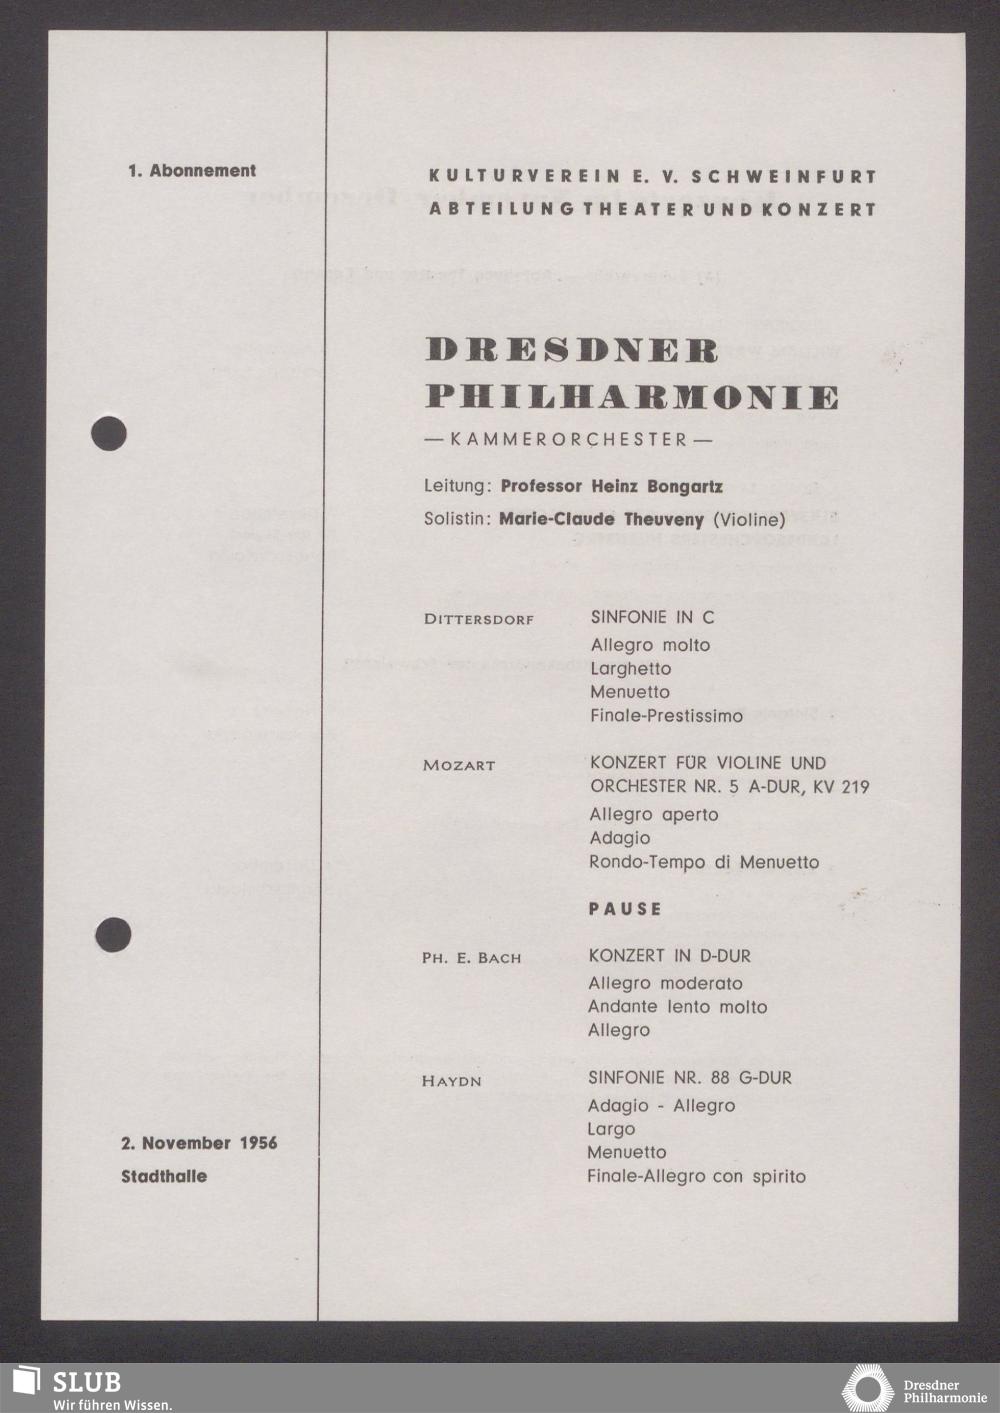 1. Abonnement
KULTURVEREIN E. V. SCHWEINFURT
ABTEILUNG THEATER UND KONZERT
DRESDNER
PHILHARMONIE
— KAMMERORCHESTER —
Leitung: Professor Heinz Bongartz
Solistin: Marie-Claude Theuveny (Violine)
DITTERSDORF SINFONIE IN C
Allegro molto
Larghetto
Menuetto
Finale-Prestissimo
MOZART KONZERT FÜR VIOLINE UND
ORCHESTER NR. 5 A-DUR, KV 219
Allegro aperto
Adagio
Rondo-Tempo di Menuetto
PAUSE
PH. E. BACH KONZERT IN D-DUR
Allegro moderato
Andante lento molto
Allegro
HAYDN SINFONIE NR. 88 G-DUR
Adagio - Allegro
Largo
Menuetto
Finale-Allegro con spirito
2. November 1956
Stadthalle
SLUB
Wir führen Wissen.
Dresdner
Philharmonie